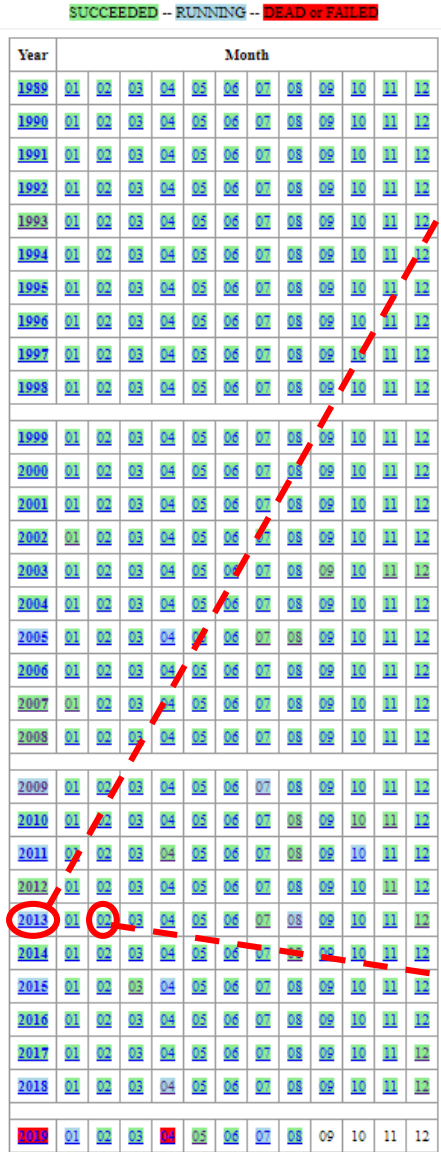 SUCCEEDED -- RUNNING -- DEAD or FAILED
Year Month
1989 01 02 03 04 05 06 07 08 09 10 11 12
1990 01 02 03 04 05 06 07 08 09 10 11 12
1991 01 02 03 04 05 06 07 08 09 10 11 12
1992 01 02 03 04 05 06 07 08 09 10 11 12
1993 01 02 03 04 05 06 07 08 09 10 11 12
1994 01 02 03 04 05 06 07 08 09 10 11 12
1995 01 02 03 04 05 06 07 08 09 10 11 12
1996 01 02 03 04 05 06 07 08 09 10 11 12
1997 01 02 03 04 05 06 07 08 09 10 11 12
1998 01 02 03 04 05 06 07 08 09 10 11 12
1999 01 02 03 04 05 06 07 08 09 10 11 12
2000 01 02 03 04 05 06 07 08 09 10 11 12
2001 01 02 03 04 05 06 07 08 09 10 11 12
2002 01 02 03 04 05 06 07 08 09 10 11 12
2003 01 02 03 04 05 06 07 08 09 10 11 12
2004 01 02 03 04 05 06 07 08 09 10 11 12
2005 01 02 03 04 05 06 07 08 09 10 11 12
2006 01 02 03 04 05 06 07 08 09 10 11 12
2007 01 02 03 04 05 06 07 08 09 10 11 12
2008 01 02 03 04 05 06 07 08 09 10 11 12
2009 01 02 03 04 05 06 07 08 09 10 11 12
2010 01 02 03 04 05 06 07 08 09 10 11 12
2011 01 02 03 04 05 06 07 08 09 10 11 12
2012 01 02 03 04 05 06 07 08 09 10 11 12
2013 01 02 03 04 05 06 07 08 09 10 11 12
2014 01 02 03 04 05 06 07 08 09 10 11 12
2015 01 02 03 04 05 06 07 08 09 10 11 12
2016 01 02 03 04 05 06 07 08 09 10 11 12
2017 01 02 03 04 05 06 07 08 09 10 11 12
2018 01 02 03 04 05 06 07 08 09 10 11 12
2019 01 02 03 04 05 06 07 08 09 10 11 12